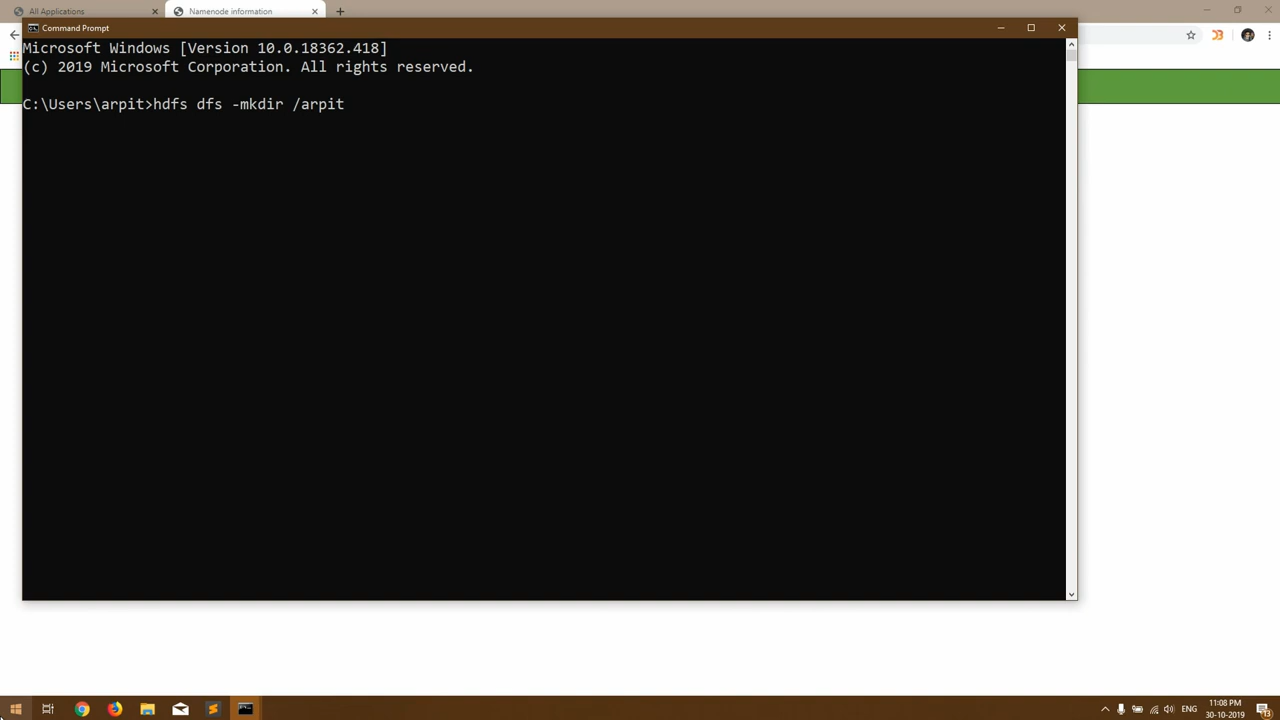 All Applications
Namenode information
Command Prompt
Microsoft Windows [Version 10.0.18362.418]
(c) 2019 Microsoft Corporation. All rights reserved.
C:\Users\arpit>hdfs dfs -mkdir /arpit
ENG
11:08 PM
30-10-2019
13